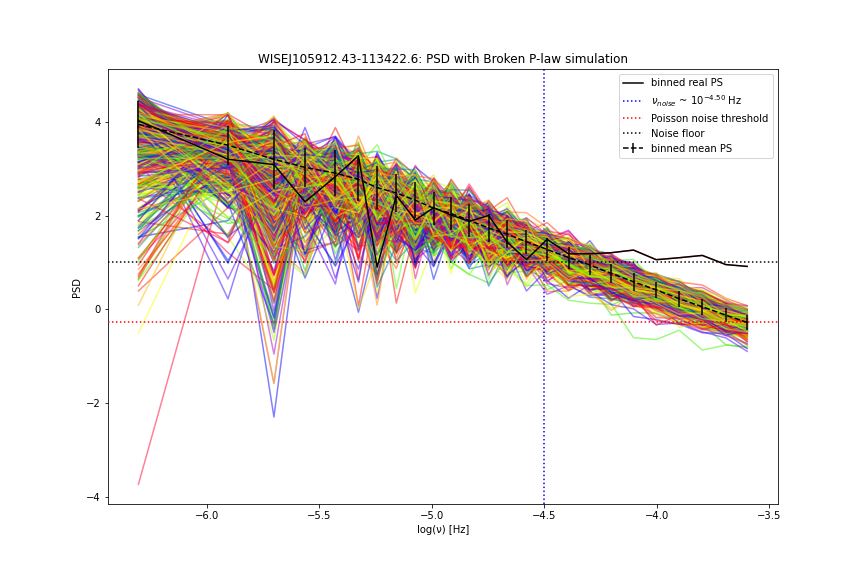 WISEJ105912.43-113422.6: PSD with Broken P-law simulation
binned real PS
ν_noise ~ 10^−4.50 Hz
Poisson noise threshold
Noise floor
binned mean PS
PSD
4
2
0
−2
−4
−6.0 −5.5 −5.0 −4.5 −4.0 −3.5
log(ν) [Hz]